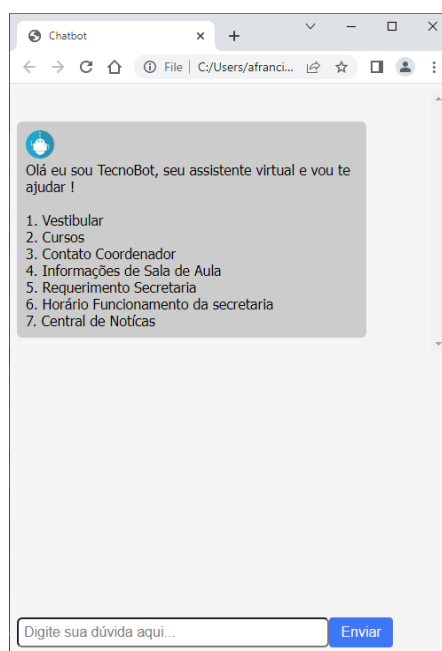 Chatbot
File C:/Users/afranci...
Olá eu sou TecnoBot, seu assistente virtual e vou te
ajudar !
1. Vestibular
2. Cursos
3. Contato Coordenador
4. Informações de Sala de Aula
5. Requerimento Secretaria
6. Horário Funcionamento da secretaria
7. Central de Notícas
Digite sua dúvida aqui... Enviar